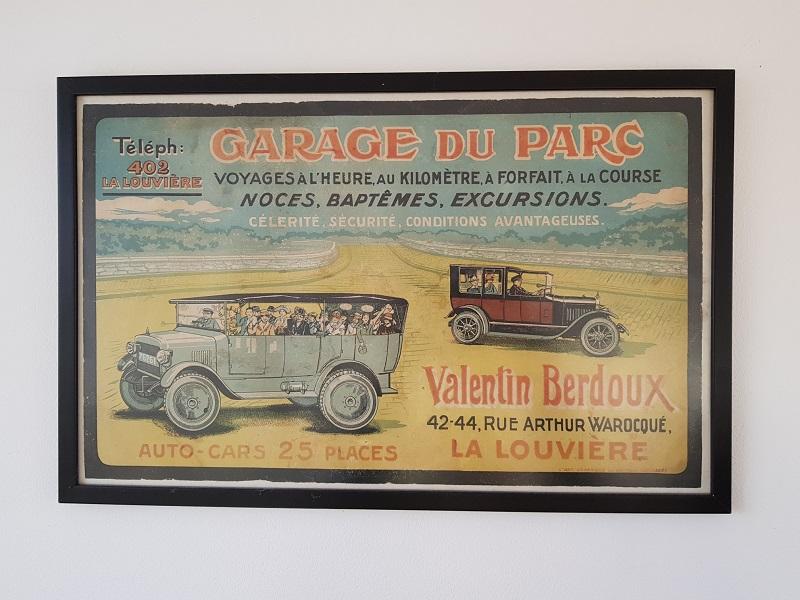 Téléph:
402
LA LOUVIÈRE
GARAGE DU PARC
VOYAGES À L'HEURE, AU KILOMÈTRE, À FORFAIT, À LA COURSE
NOCES, BAPTÊMES, EXCURSIONS.
CÉLERITÉ, SÉCURITÉ, CONDITIONS AVANTAGEUSES.
Valentin Berdoux
42-44, RUE ARTHUR WAROCQUÉ,
LA LOUVIÈRE
AUTO-CARS 25 PLACES